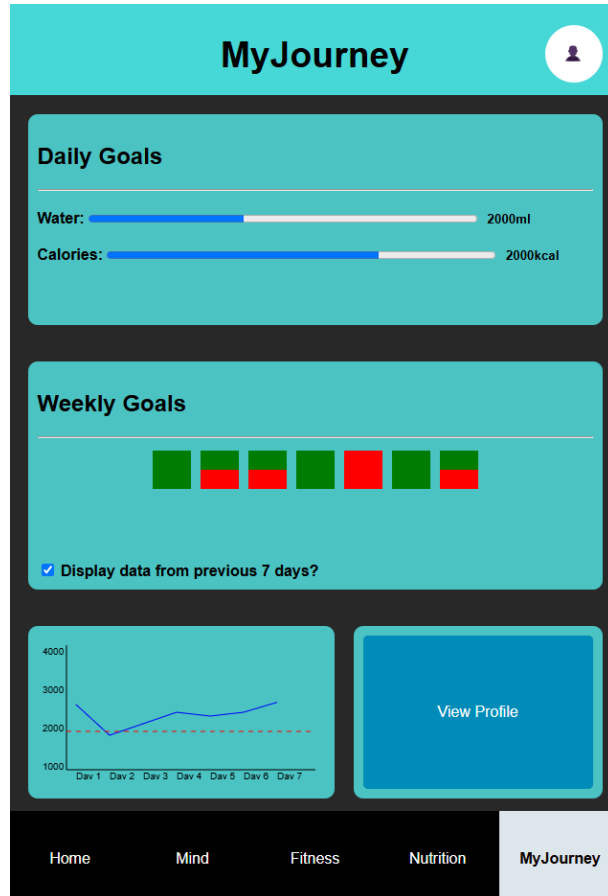 MyJourney
Daily Goals
Water: 2000ml
Calories: 2000kcal
Weekly Goals
Display data from previous 7 days?
4000
3000
2000
1000
Day 1 Day 2 Day 3 Day 4 Day 5 Day 6 Day 7
View Profile
Home Mind Fitness Nutrition MyJourney